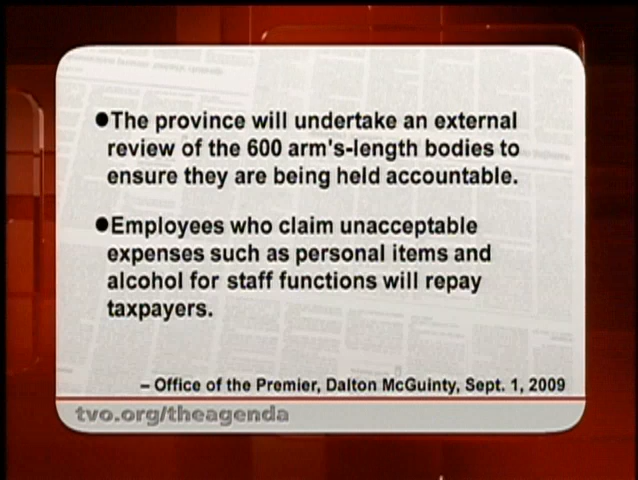 ●The province will undertake an external
review of the 600 arm's-length bodies to
ensure they are being held accountable.
●Employees who claim unacceptable
expenses such as personal items and
alcohol for staff functions will repay
taxpayers.
– Office of the Premier, Dalton McGuinty, Sept. 1, 2009
tvo.org/theagenda